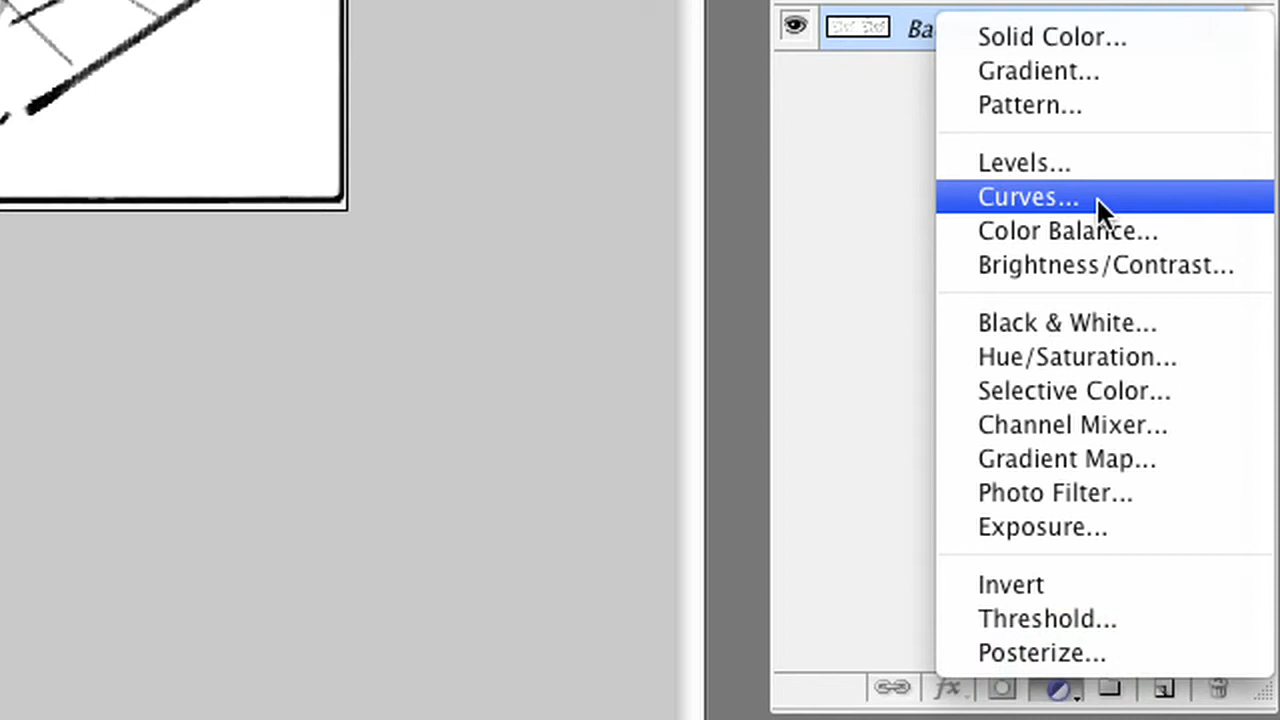 Ba
Solid Color...
Gradient...
Pattern...
Levels...
Curves...
Color Balance...
Brightness/Contrast...
Black & White...
Hue/Saturation...
Selective Color...
Channel Mixer...
Gradient Map...
Photo Filter...
Exposure...
Invert
Threshold...
Posterize...
fx